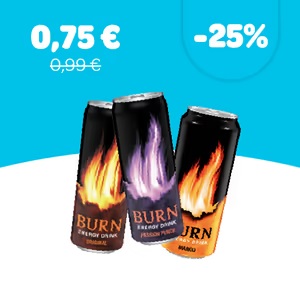 0,75 €
-25%
0,99 €
BURN
ENERGY DRINK
ORIGINAL
BURN
ENERGY DRINK
PASSION PUNCH
BURN
ENERGY DRINK
MANGO